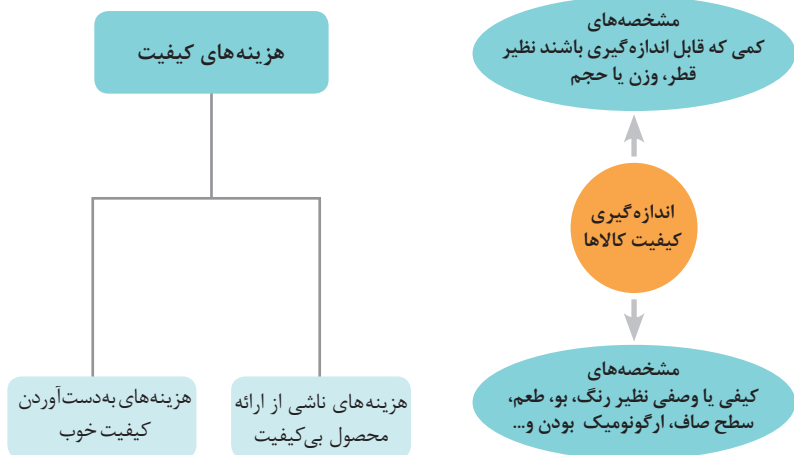 مشخصه‌های
کمی که قابل اندازه‌گیری باشند نظیر
قطر، وزن یا حجم
اندازه‌گیری
کیفیت کالاها
مشخصه‌های
کیفی یا وصفی نظیر رنگ، بو، طعم،
سطح صاف، ارگونومیک بودن و...
هزینه‌های کیفیت
هزینه‌های ناشی از ارائه
محصول بی‌کیفیت
هزینه‌های به‌دست‌آوردن
کیفیت خوب